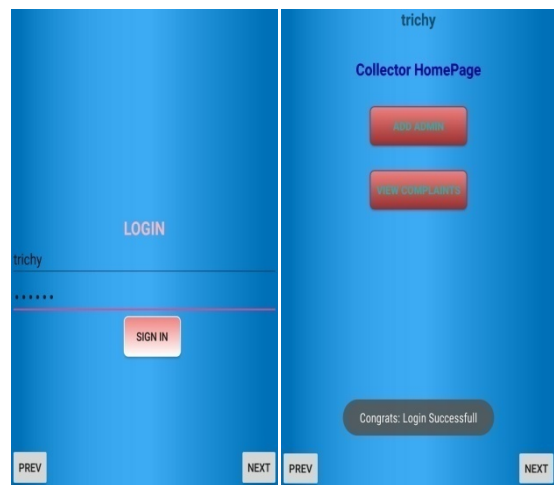 LOGIN
trichy
......
SIGN IN
PREV
NEXT
trichy
Collector HomePage
ADD ADMIN
VIEW COMPLAINTS
Congrats: Login Successfull
PREV
NEXT